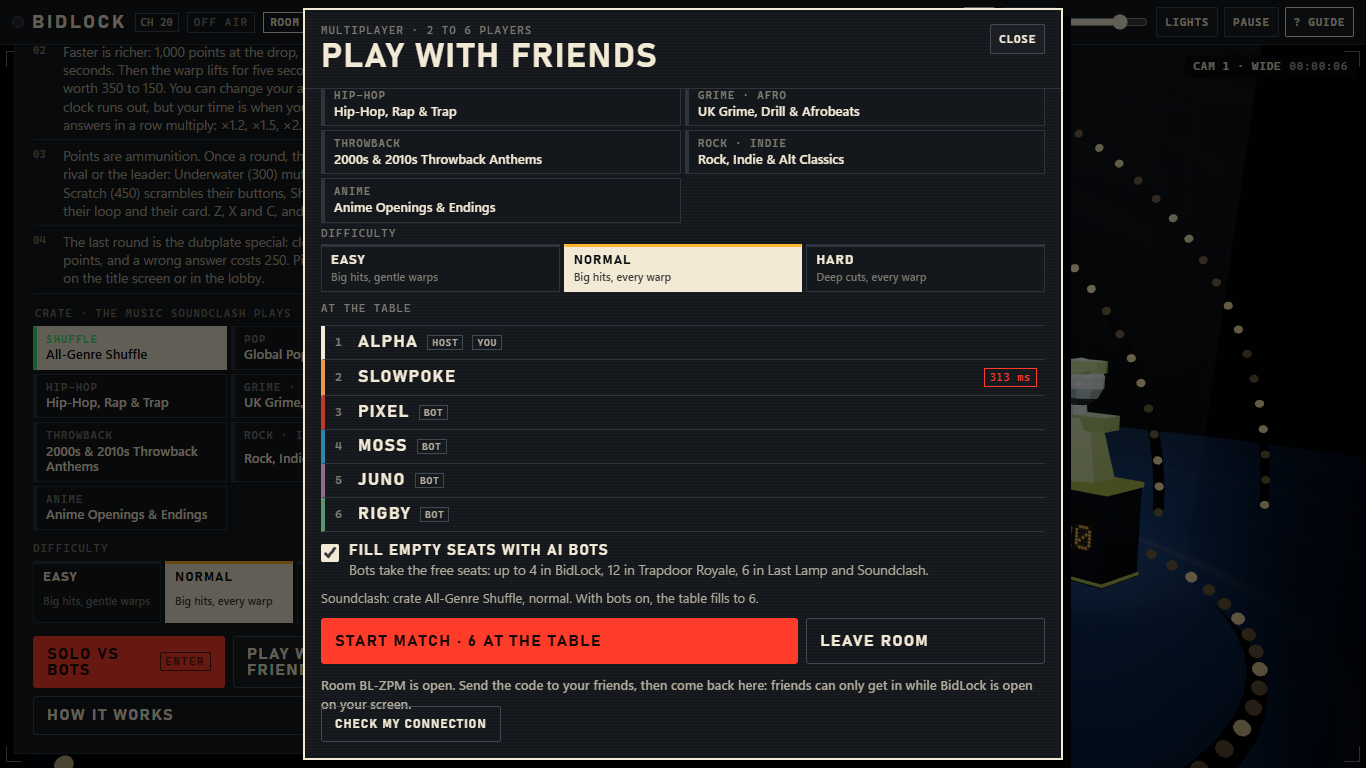 BIDLOCK
CH 20
OFF AIR
ROOM
LIGHTS
PAUSE
? GUIDE
CAM 1 · WIDE 00:00:06
MULTIPLAYER · 2 TO 6 PLAYERS
PLAY WITH FRIENDS
CLOSE
HIP-HOP
Hip-Hop, Rap & Trap
GRIME · AFRO
UK Grime, Drill & Afrobeats
THROWBACK
2000s & 2010s Throwback Anthems
ROCK · INDIE
Rock, Indie & Alt Classics
ANIME
Anime Openings & Endings
DIFFICULTY
EASY
Big hits, gentle warps
NORMAL
Big hits, every warp
HARD
Deep cuts, every warp
AT THE TABLE
1 ALPHA HOST YOU
2 SLOWPOKE 313 ms
3 PIXEL BOT
4 MOSS BOT
5 JUNO BOT
6 RIGBY BOT
FILL EMPTY SEATS WITH AI BOTS
Bots take the free seats: up to 4 in BidLock, 12 in Trapdoor Royale, 6 in Last Lamp and Soundclash.
Soundclash: crate All-Genre Shuffle, normal. With bots on, the table fills to 6.
START MATCH · 6 AT THE TABLE
LEAVE ROOM
Room BL-ZPM is open. Send the code to your friends, then come back here: friends can only get in while BidLock is open
on your screen.
CHECK MY CONNECTION
02 Faster is richer: 1,000 points at the drop,
seconds. Then the warp lifts for five seco
worth 350 to 150. You can change your a
clock runs out, but your time is when you
answers in a row multiply: ×1.2, ×1.5, ×2.
03 Points are ammunition. Once a round, th
rival or the leader: Underwater (300) mut
Scratch (450) scrambles their buttons, Sh
their loop and their card. Z, X and C, and
04 The last round is the dubplate special: cl
points, and a wrong answer costs 250. Pi
on the title screen or in the lobby.
CRATE · THE MUSIC SOUNDCLASH PLAYS
SHUFFLE
All-Genre Shuffle
POP
Global Pop
HIP-HOP
Hip-Hop, Rap & Trap
GRIME ·
UK Grime,
THROWBACK
2000s & 2010s Throwback
Anthems
ROCK · I
Rock, Indie
ANIME
Anime Openings & Endings
DIFFICULTY
EASY
Big hits, gentle warps
NORMAL
Big hits, every warp
SOLO VS
BOTS
ENTER
PLAY W
FRIEN
HOW IT WORKS